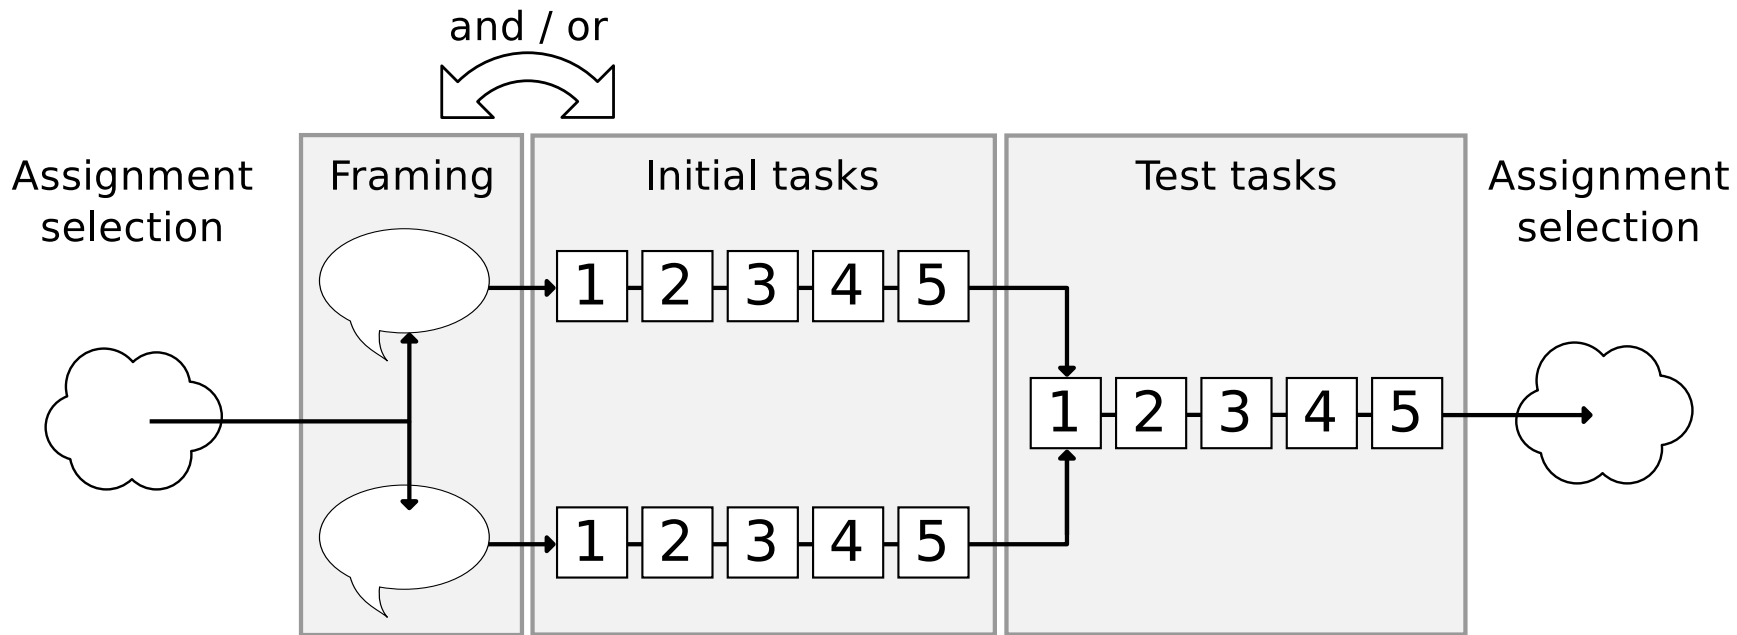 and / or
Assignment
selection
Framing
Initial tasks
Test tasks
Assignment
selection
1 2 3 4 5
1 2 3 4 5
1 2 3 4 5